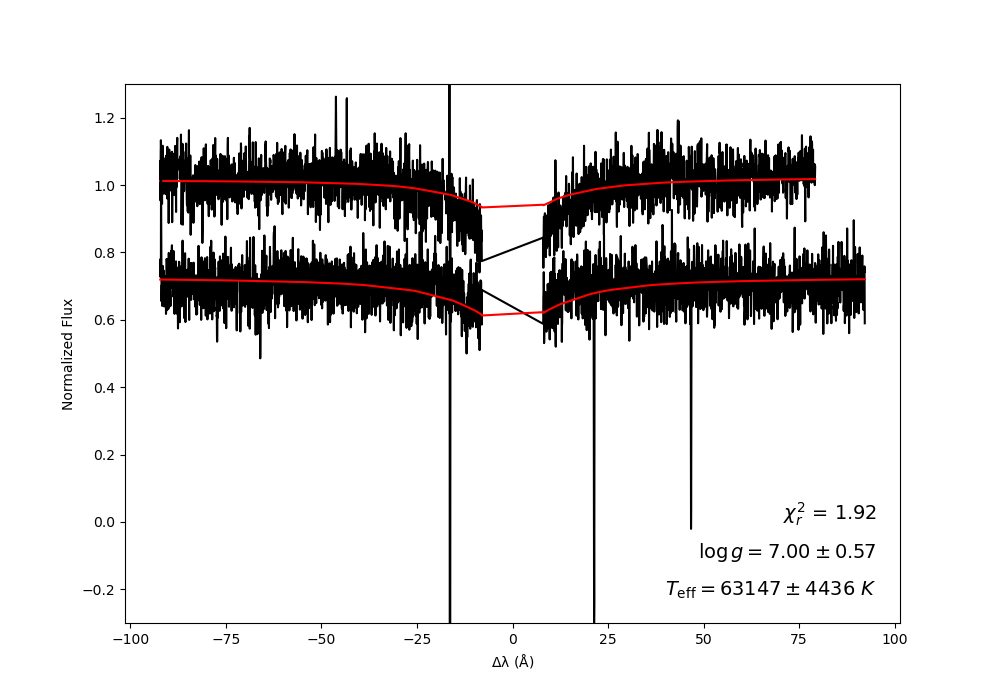 1.2
1.0
0.8
0.6
0.4
0.2
0.0
−0.2
Normalized Flux
χ²ᵣ = 1.92
log g = 7.00 ± 0.57
T_eff = 63147 ± 4436 K
−100 −75 −50 −25 0 25 50 75 100
Δλ (Å)